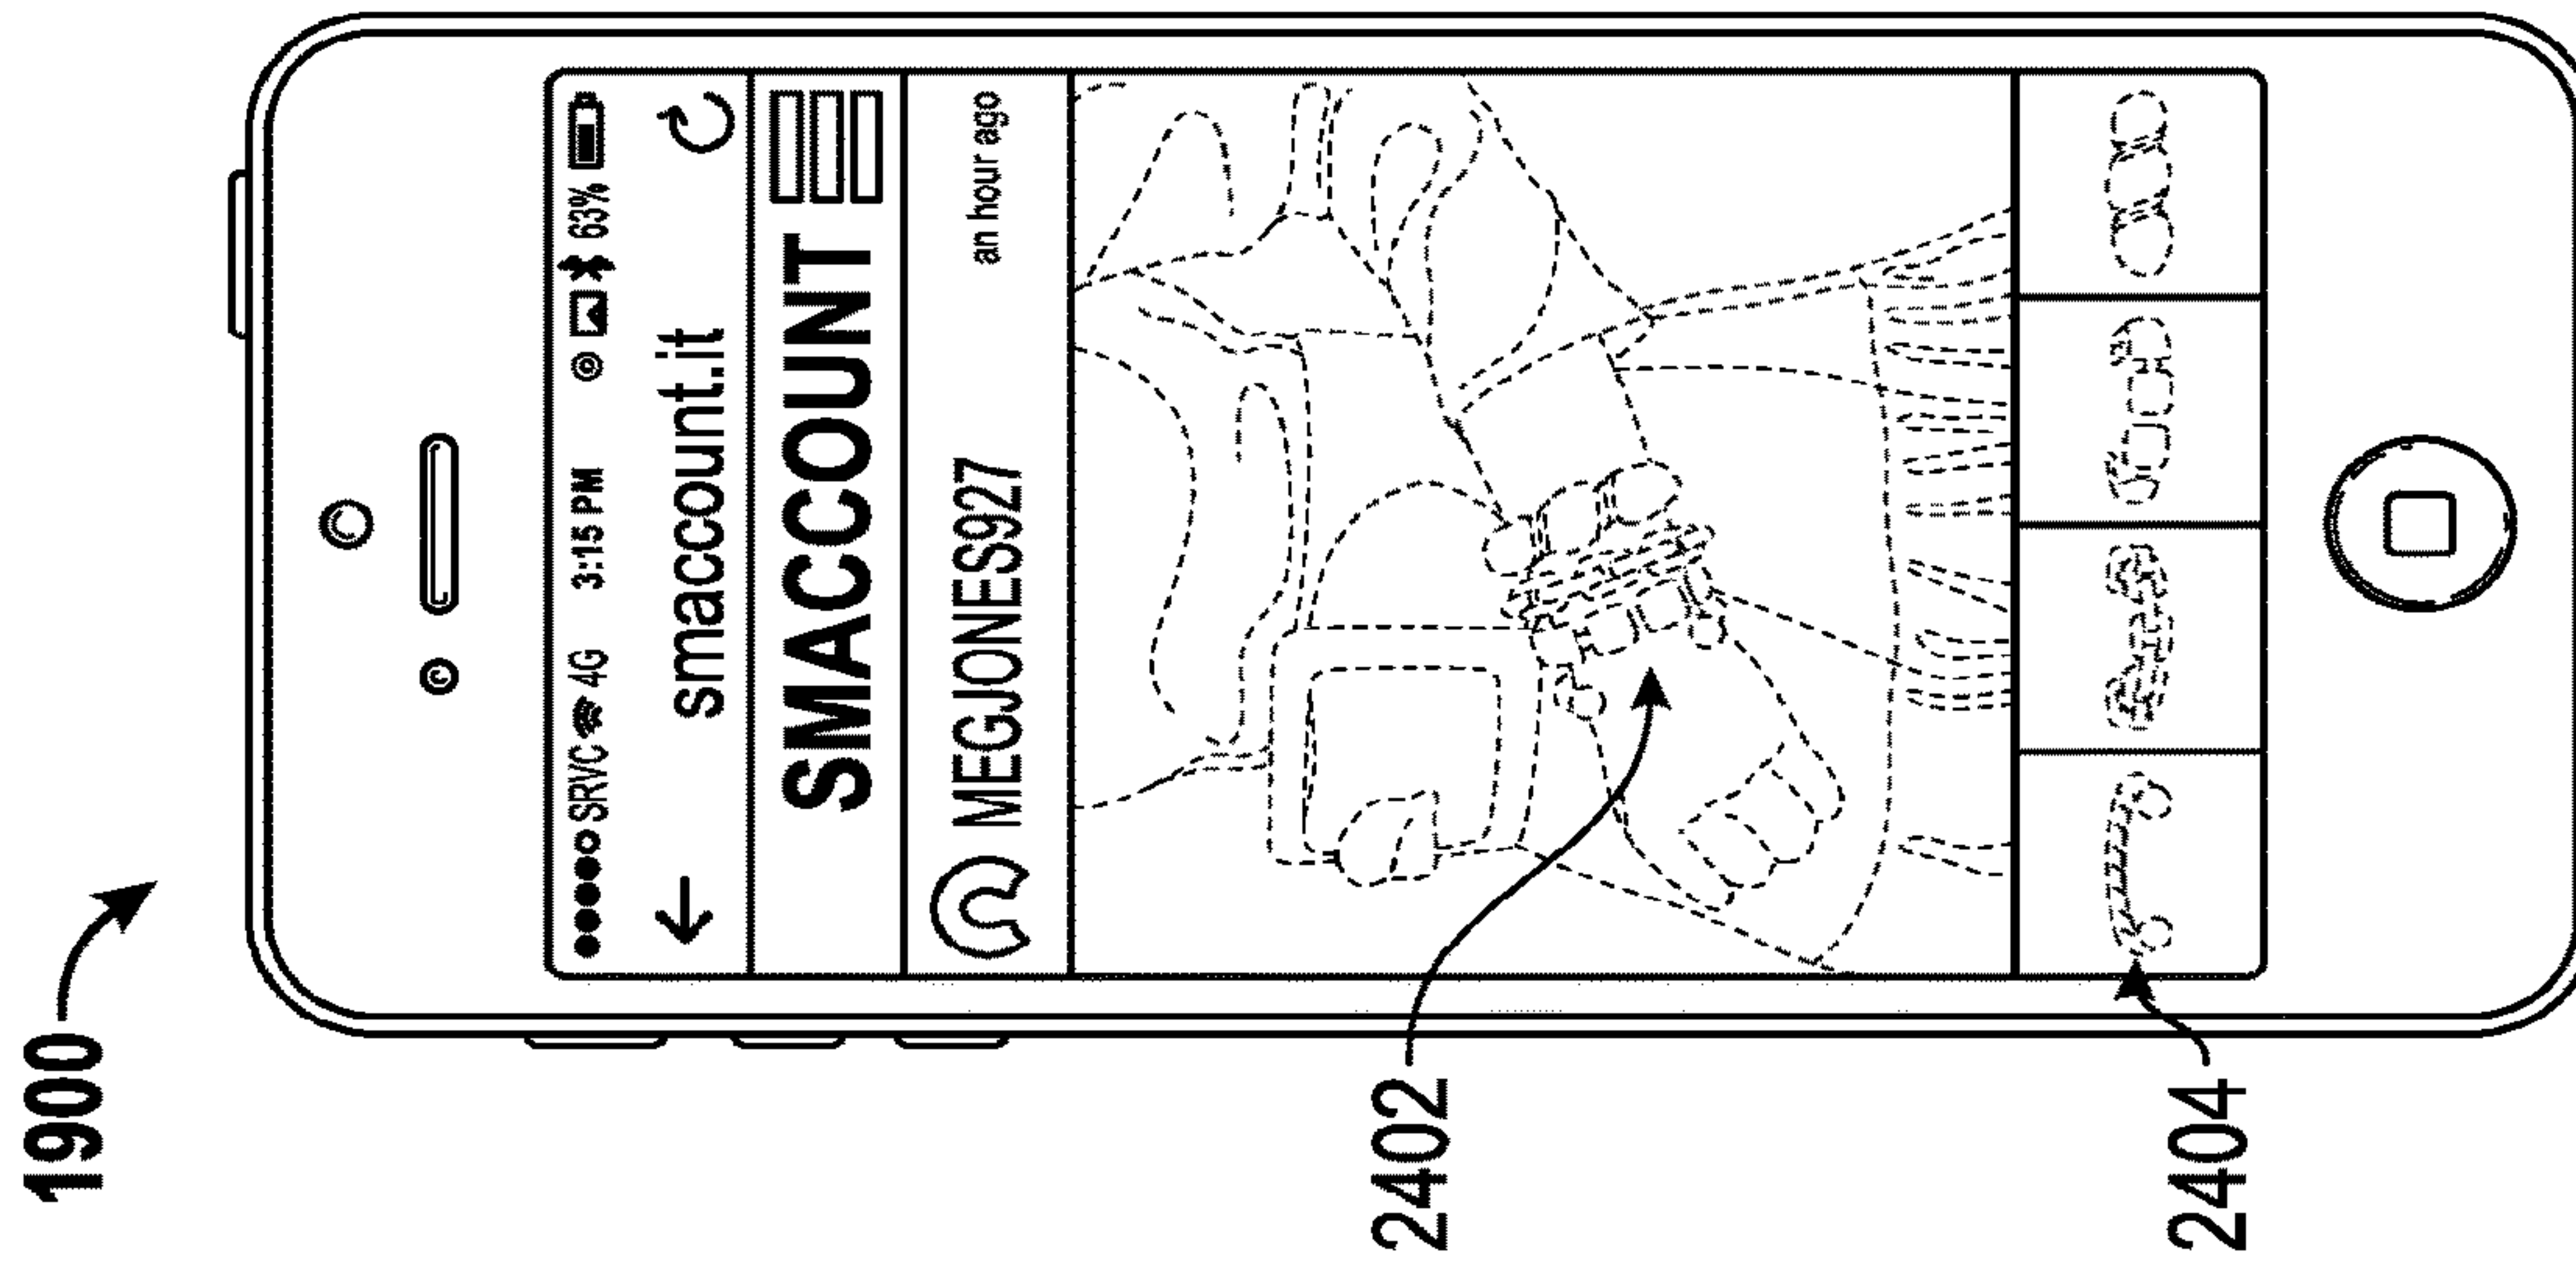 1900
SRVC 4G 3:15 PM 63%
smaccount.it
SMACCOUNT
MEGJONES927 an hour ago
2402
2404